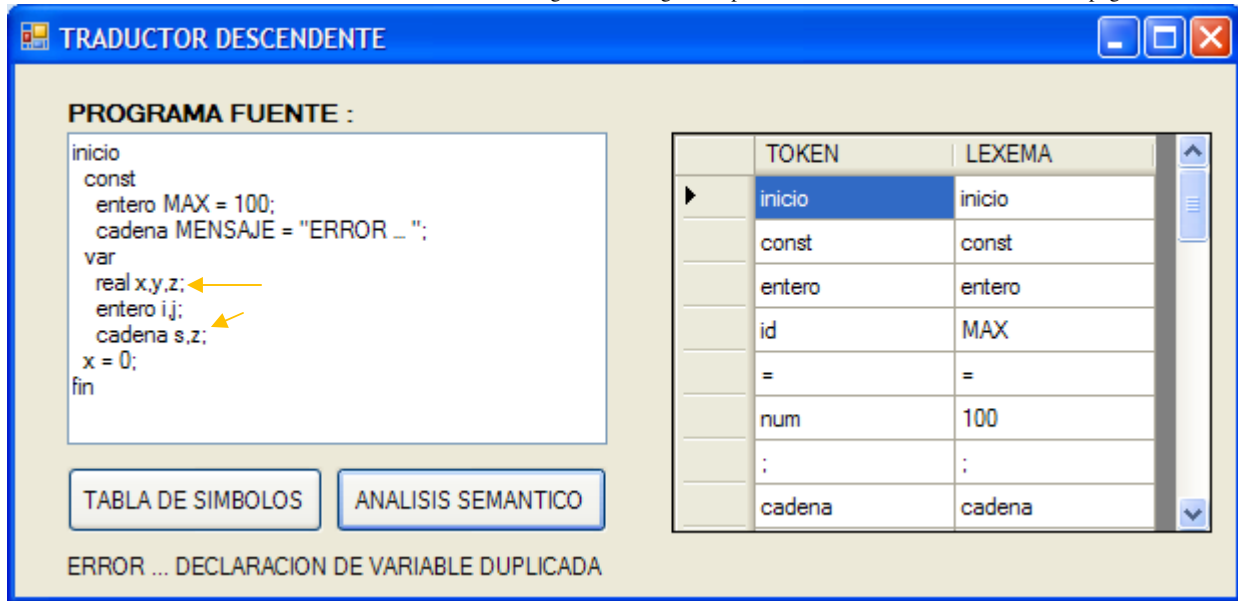 TRADUCTOR DESCENDENTE
PROGRAMA FUENTE :
inicio
const
entero MAX = 100;
cadena MENSAJE = "ERROR ... ";
var
real x,y,z;
entero i,j;
cadena s,z;
x = 0;
fin
TOKEN LEXEMA
inicio inicio
const const
entero entero
id MAX
= =
num 100
; ;
cadena cadena
TABLA DE SIMBOLOS ANALISIS SEMANTICO
ERROR ... DECLARACION DE VARIABLE DUPLICADA